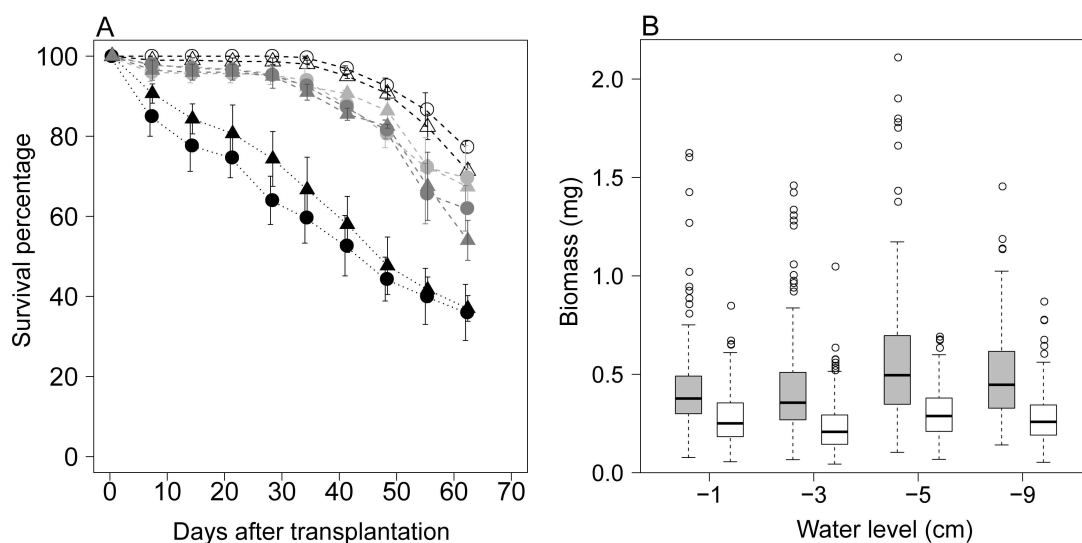 A
Survival percentage
100
80
60
40
20
0
0 10 20 30 40 50 60 70
Days after transplantation
B
Biomass (mg)
2.0
1.5
1.0
0.5
0.0
−1 −3 −5 −9
Water level (cm)